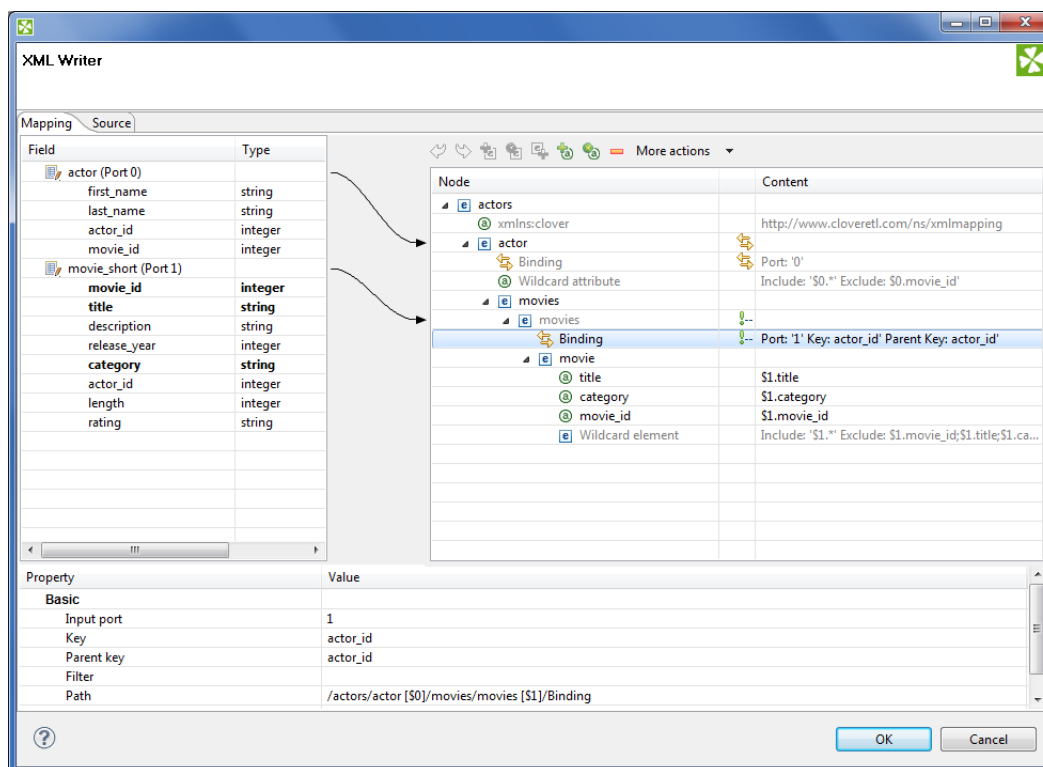 XML Writer
Mapping Source
Field Type
actor (Port 0)
first_name string
last_name string
actor_id integer
movie_id integer
movie_short (Port 1)
movie_id integer
title string
description string
release_year integer
category string
actor_id integer
length integer
rating string
More actions
Node Content
actors
xmlns:clover http://www.cloveretl.com/ns/xmlmapping
actor
Binding Port: '0'
Wildcard attribute Include: '$0.*' Exclude: $0.movie_id'
movies
movies
Binding Port: '1' Key: actor_id' Parent Key: actor_id'
movie
title $1.title
category $1.category
movie_id $1.movie_id
Wildcard element Include: '$1.*' Exclude: $1.movie_id;$1.title;$1.ca...
Property Value
Basic
Input port 1
Key actor_id
Parent key actor_id
Filter
Path /actors/actor [$0]/movies/movies [$1]/Binding
OK Cancel